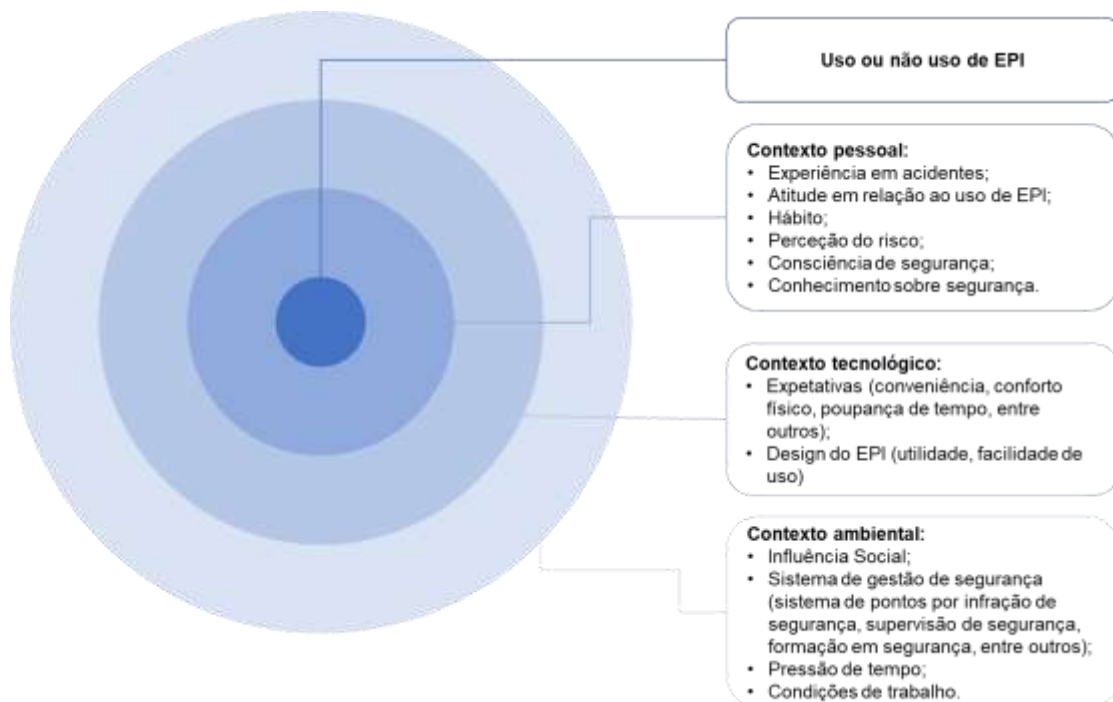 Uso ou não uso de EPI
Contexto pessoal:
• Experiência em acidentes;
• Atitude em relação ao uso de EPI;
• Hábito;
• Perceção do risco;
• Consciência de segurança;
• Conhecimento sobre segurança.
Contexto tecnológico:
• Expetativas (conveniência, conforto
físico, poupança de tempo, entre
outros);
• Design do EPI (utilidade, facilidade de
uso)
Contexto ambiental:
• Influência Social;
• Sistema de gestão de segurança
(sistema de pontos por infração de
segurança, supervisão de segurança,
formação em segurança, entre outros);
• Pressão de tempo;
• Condições de trabalho.